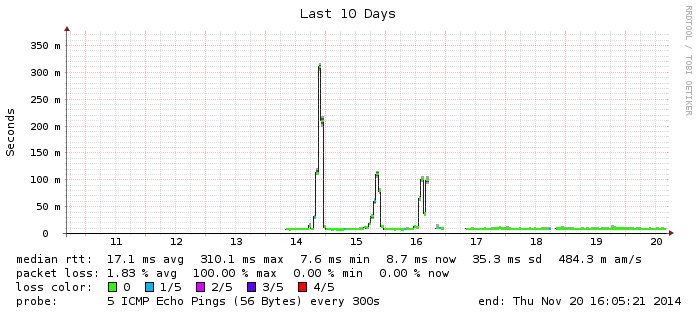 Last 10 Days
RRDTOOL / TOBI OETIKER
Seconds
350 m
300 m
250 m
200 m
150 m
100 m
50 m
0
11 12 13 14 15 16 17 18 19 20
median rtt: 17.1 ms avg 310.1 ms max 7.6 ms min 8.7 ms now 35.3 ms sd 484.3 m am/s
packet loss: 1.83 % avg 100.00 % max 0.00 % min 0.00 % now
loss color: 0 1/5 2/5 3/5 4/5
probe: 5 ICMP Echo Pings (56 Bytes) every 300s end: Thu Nov 20 16:05:21 2014